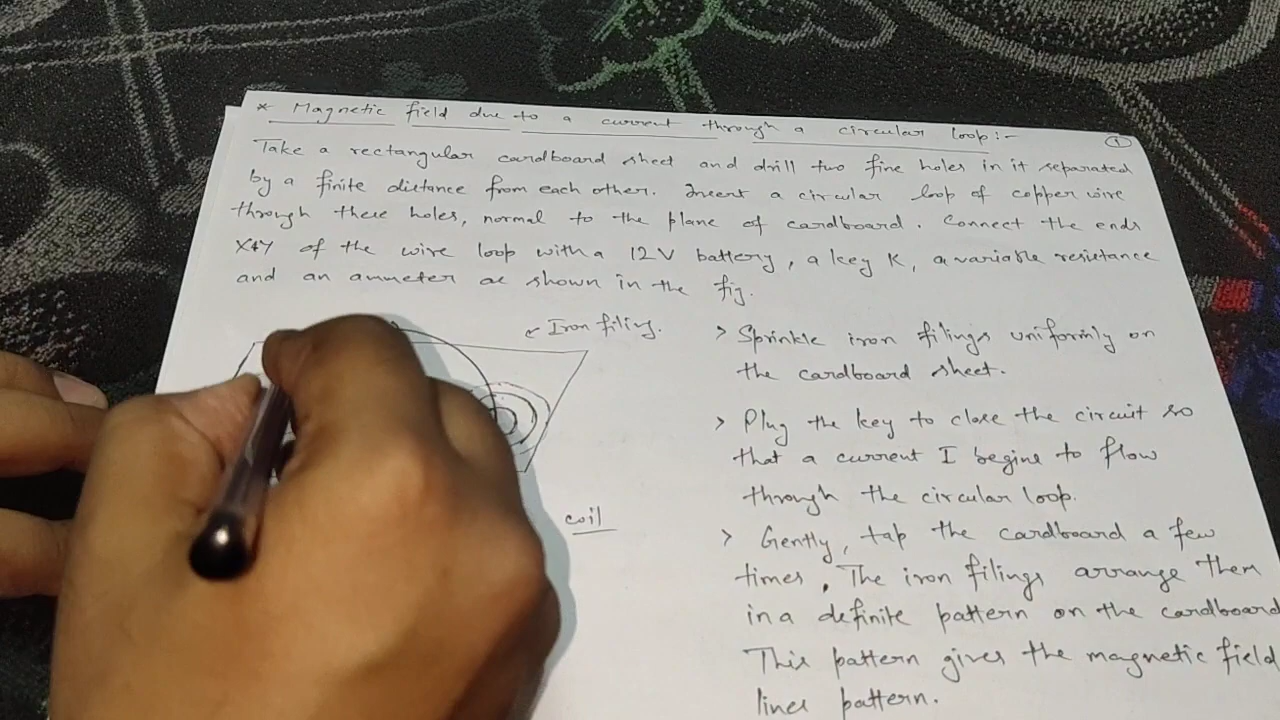 * Magnetic field due to a current through a circular loop:-
1
Take a rectangular cardboard sheet and drill two fine holes in it separated
by a finite distance from each other. Insert a circular loop of copper wire
through these holes, normal to the plane of cardboard. Connect the ends
X&Y of the wire loop with a 12V battery, a key K, a variable resistance
and an ammeter as shown in the fig.
Iron filing.
coil
> Sprinkle iron filings uniformly on
the cardboard sheet.
> Plug the key to close the circuit so
that a current I begins to flow
through the circular loop.
> Gently, tap the cardboard a few
times. The iron filings arrange them
in a definite pattern on the cardboard
This pattern gives the magnetic field
lines pattern.